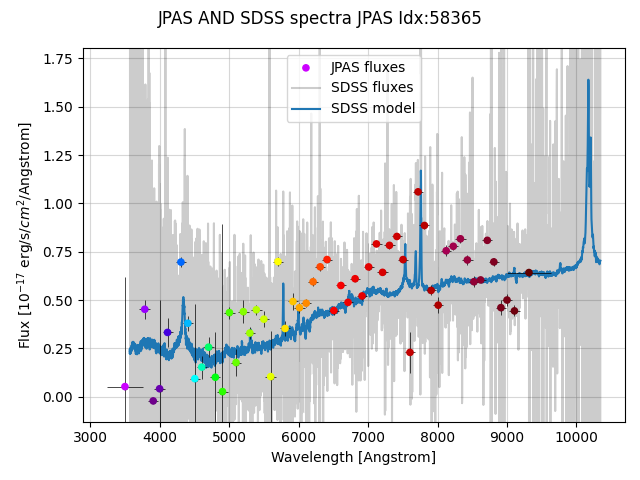 JPAS AND SDSS spectra JPAS Idx:58365
JPAS fluxes
SDSS fluxes
SDSS model
Flux [10⁻¹⁷ erg/s/cm²/Angstrom]
1.75
1.50
1.25
1.00
0.75
0.50
0.25
0.00
3000 4000 5000 6000 7000 8000 9000 10000
Wavelength [Angstrom]